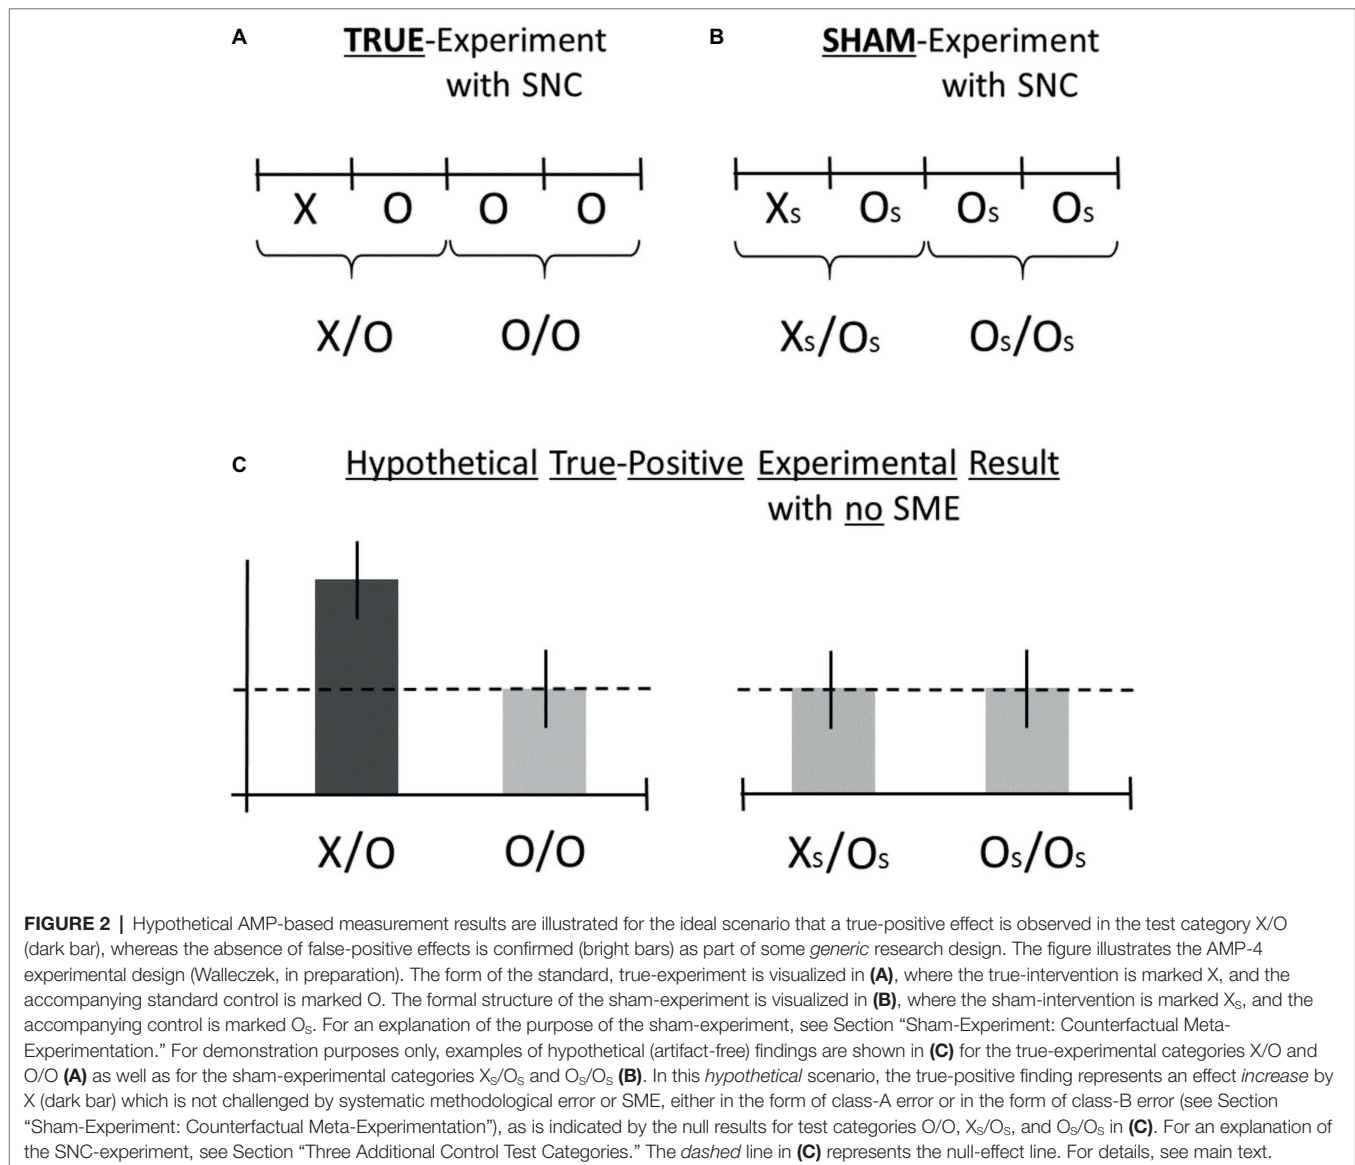 A
TRUE-Experiment
with SNC
B
SHAM-Experiment
with SNC
X O O O
X/O O/O
Xs Os Os Os
Xs/Os Os/Os
C
Hypothetical True-Positive Experimental Result
with no SME
X/O O/O Xs/Os Os/Os
FIGURE 2 | Hypothetical AMP-based measurement results are illustrated for the ideal scenario that a true-positive effect is observed in the test category X/O
(dark bar), whereas the absence of false-positive effects is confirmed (bright bars) as part of some generic research design. The figure illustrates the AMP-4
experimental design (Walleczek, in preparation). The form of the standard, true-experiment is visualized in (A), where the true-intervention is marked X, and the
accompanying standard control is marked O. The formal structure of the sham-experiment is visualized in (B), where the sham-intervention is marked XS, and the
accompanying control is marked OS. For an explanation of the purpose of the sham-experiment, see Section “Sham-Experiment: Counterfactual Meta-
Experimentation.” For demonstration purposes only, examples of hypothetical (artifact-free) findings are shown in (C) for the true-experimental categories X/O and
O/O (A) as well as for the sham-experimental categories XS/OS and OS/OS (B). In this hypothetical scenario, the true-positive finding represents an effect increase by
X (dark bar) which is not challenged by systematic methodological error or SME, either in the form of class-A error or in the form of class-B error (see Section
“Sham-Experiment: Counterfactual Meta-Experimentation”), as is indicated by the null results for test categories O/O, XS/OS, and OS/OS in (C). For an explanation of
the SNC-experiment, see Section “Three Additional Control Test Categories.” The dashed line in (C) represents the null-effect line. For details, see main text.